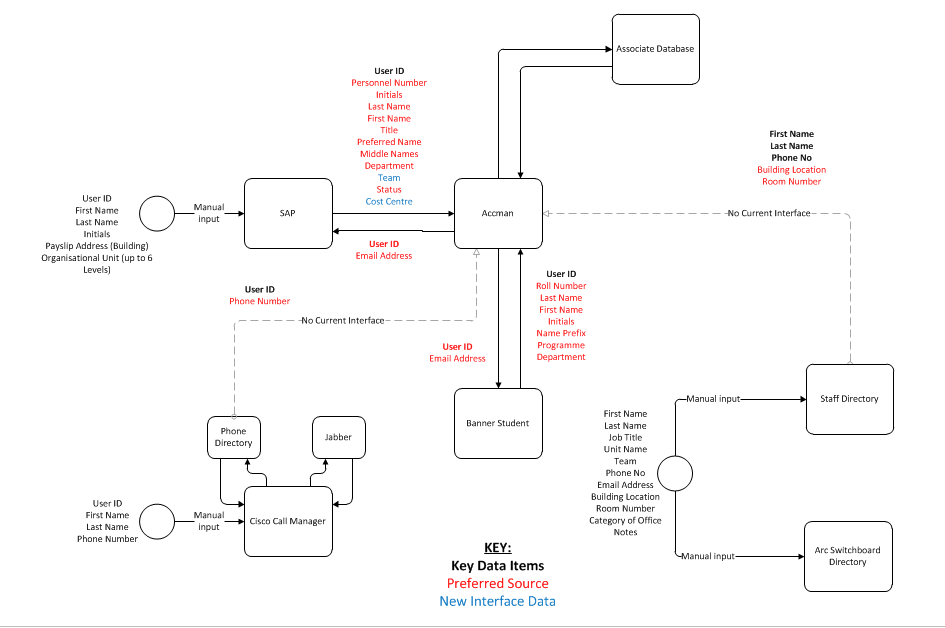 Associate Database
User ID
Personnel Number
Initials
Last Name
First Name
Title
Preferred Name
Middle Names
Department
Team
Status
Cost Centre
First Name
Last Name
Phone No
Building Location
Room Number
User ID
First Name
Last Name
Initials
Payslip Address (Building)
Organisational Unit (up to 6
Levels)
Manual
input
SAP
Accman
No Current Interface
User ID
Email Address
User ID
Phone Number
No Current Interface
User ID
Roll Number
Last Name
First Name
Initials
Name Prefix
Programme
Department
User ID
Email Address
Banner Student
Staff Directory
Manual input
First Name
Last Name
Job Title
Unit Name
Team
Phone No
Email Address
Building Location
Room Number
Category of Office
Notes
Phone
Directory
Jabber
User ID
First Name
Last Name
Phone Number
Manual
input
Cisco Call Manager
Manual input
Arc Switchboard
Directory
KEY:
Key Data Items
Preferred Source
New Interface Data